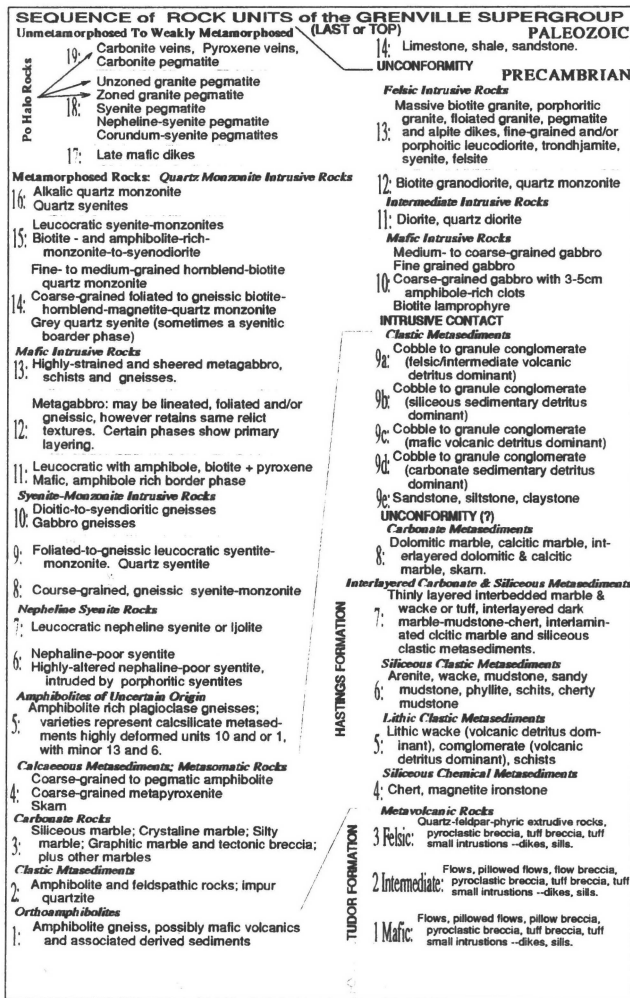 SEQUENCE of ROCK UNITS of the GRENVILLE SUPERGROUP
Unmetamorphosed To Weakly Metamorphosed
(LAST or TOP)
Po Halo Rocks
19: Carbonite veins, Pyroxene veins,
Carbonite pegmatite
Unzoned granite pegmatite
Zoned granite pegmatite
18: Syenite pegmatite
Nepheline-syenite pegmatite
Corundum-syenite pegmatites
17: Late mafic dikes
Metamorphosed Rocks: Quartz Monzonite Intrusive Rocks
16: Alkalic quartz monzonite
Quartz syenites
Leucocratic syenite-monzonites
15: Biotite - and amphibolite-rich-
monzonite-to-syenodiorite
Fine- to medium-grained hornblend-biotite
quartz monzonite
14: Coarse-grained foliated to gneissic biotite-
hornblend-magnetite-quartz monzonite
Grey quartz syenite (sometimes a syenitic
boarder phase)
Mafic Intrusive Rocks
13: Highly-strained and sheered metagabbro,
schists and gneisses.
Metagabbro: may be lineated, foliated and/or
12: gneissic, however retains same relict
textures. Certain phases show primary
layering.
11: Leucocratic with amphibole, biotite + pyroxene
Mafic, amphibole rich border phase
Syenite-Monzonite Intrusive Rocks
10: Dioitic-to-syendioritic gneisses
Gabbro gneisses
9: Foliated-to-gneissic leucocratic syentite-
monzonite. Quartz syentite
8: Course-grained, gneissic syenite-monzonite
Nepheline Syenite Rocks
7: Leucocratic nepheline syenite or Ijolite
6: Nephaline-poor syentite
Highly-altered nephaline-poor syentite,
intruded by porphoritic syentites
Amphibolites of Uncertain Origin
Amphibolite rich plagioclase gneisses;
5: varieties represent calcsilicate metased-
ments highly deformed units 10 and or 1,
with minor 13 and 6.
Calcaeous Metasediments; Metasomatic Rocks
Coarse-grained to pegmatic amphibolite
4: Coarse-grained metapyroxenite
Skarn
Carbonate Rocks
Siliceous marble; Crystaline marble; Silty
3: marble; Graphitic marble and tectonic breccia;
plus other marbles
Clastic Mtasediments
2: Amphibolite and feldspathic rocks; impur
quartzite
Orthoamphibolites
1: Amphibolite gneiss, possibly mafic volcanics
and associated derived sediments
PALEOZOIC
14: Limestone, shale, sandstone.
UNCONFORMITY
PRECAMBRIAN
Felsic Intrusive Rocks
Massive biotite granite, porphoritic
granite, floiated granite, pegmatite
13: and alpite dikes, fine-grained and/or
porphoitic leucodiorite, trondhjamite,
syenite, felsite
12: Biotite granodiorite, quartz monzonite
Intermediate Intrusive Rocks
11: Diorite, quartz diorite
Mafic Intrusive Rocks
Medium- to coarse-grained gabbro
Fine grained gabbro
10: Coarse-grained gabbro with 3-5cm
amphibole-rich clots
Biotite lamprophyre
INTRUSIVE CONTACT
Clastic Metasediments
9a: Cobble to granule conglomerate
(felsic/intermediate volcanic
detritus dominant)
9b: Cobble to granule conglomerate
(siliceous sedimentary detritus
dominant)
9c: Cobble to granule conglomerate
(mafic volcanic detritus dominant)
9d: Cobble to granule conglomerate
(carbonate sedimentary detritus
dominant)
9e: Sandstone, siltstone, claystone
UNCONFORMITY (?)
Carbonate Metasediments
8: Dolomitic marble, calcitic marble, int-
erlayered dolomitic & calcitic
marble, skarn.
Interlayered Carbonate & Siliceous Metasediments
Thinly layered interbedded marble &
7: wacke or tuff, interlayered dark
marble-mudstone-chert, interlamin-
ated clcitic marble and siliceous
clastic metasediments.
Siliceous Clastic Metasediments
6: Arenite, wacke, mudstone, sandy
mudstone, phyllite, schits, cherty
mudstone
Lithic Clastic Metasediments
5: Lithic wacke (volcanic detritus dom-
inant), comglomerate (volcanic
detritus dominant), schists
Siliceous Chemical Metasediments
4: Chert, magnetite ironstone
HASTINGS FORMATION
Metavolcanic Rocks
Quartz-feldpar-phyric extrudive rocks,
3 Felsic: pyroclastic breccia, tuff breccia, tuff
small intrustions --dikes, sills.
Flows, pillowed flows, flow breccia,
2 Intermediate: pyroclastic breccia, tuff breccia, tuff
small intrustions --dikes, sills.
Flows, pillowed flows, pillow breccia,
1 Mafic: pyroclastic breccia, tuff breccia, tuff
small intrustions --dikes, sills.
TUDOR FORMATION